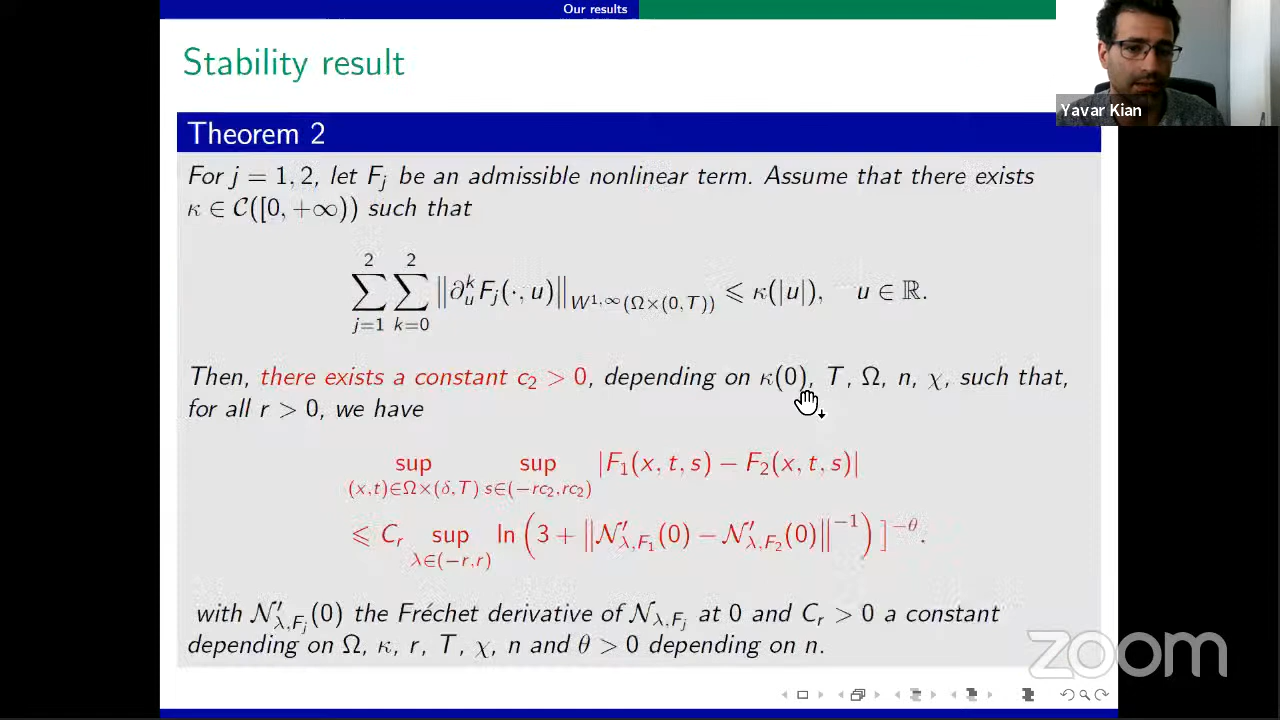 Our results
Stability result
Yavar Kian
Theorem 2
For j = 1, 2, let F_j be an admissible nonlinear term. Assume that there exists
κ ∈ C([0, +∞)) such that
∑_{j=1}^{2} ∑_{k=0}^{2} ‖∂_u^k F_j(·, u)‖_{W^{1,∞}(Ω×(0,T))} ⩽ κ(|u|), u ∈ ℝ.
Then, there exists a constant c_2 > 0, depending on κ(0), T, Ω, n, χ, such that,
for all r > 0, we have
sup_{(x,t)∈Ω×(δ,T)} sup_{s∈(−rc_2,rc_2)} |F_1(x, t, s) − F_2(x, t, s)|
⩽ C_r sup_{λ∈(−r,r)} ln(3 + ‖N'_{λ,F_1}(0) − N'_{λ,F_2}(0)‖^{−1})]^{−θ}.
with N'_{λ,F_j}(0) the Fréchet derivative of N_{λ,F_j} at 0 and C_r > 0 a constant
depending on Ω, κ, r, T, χ, n and θ > 0 depending on n.
zoom